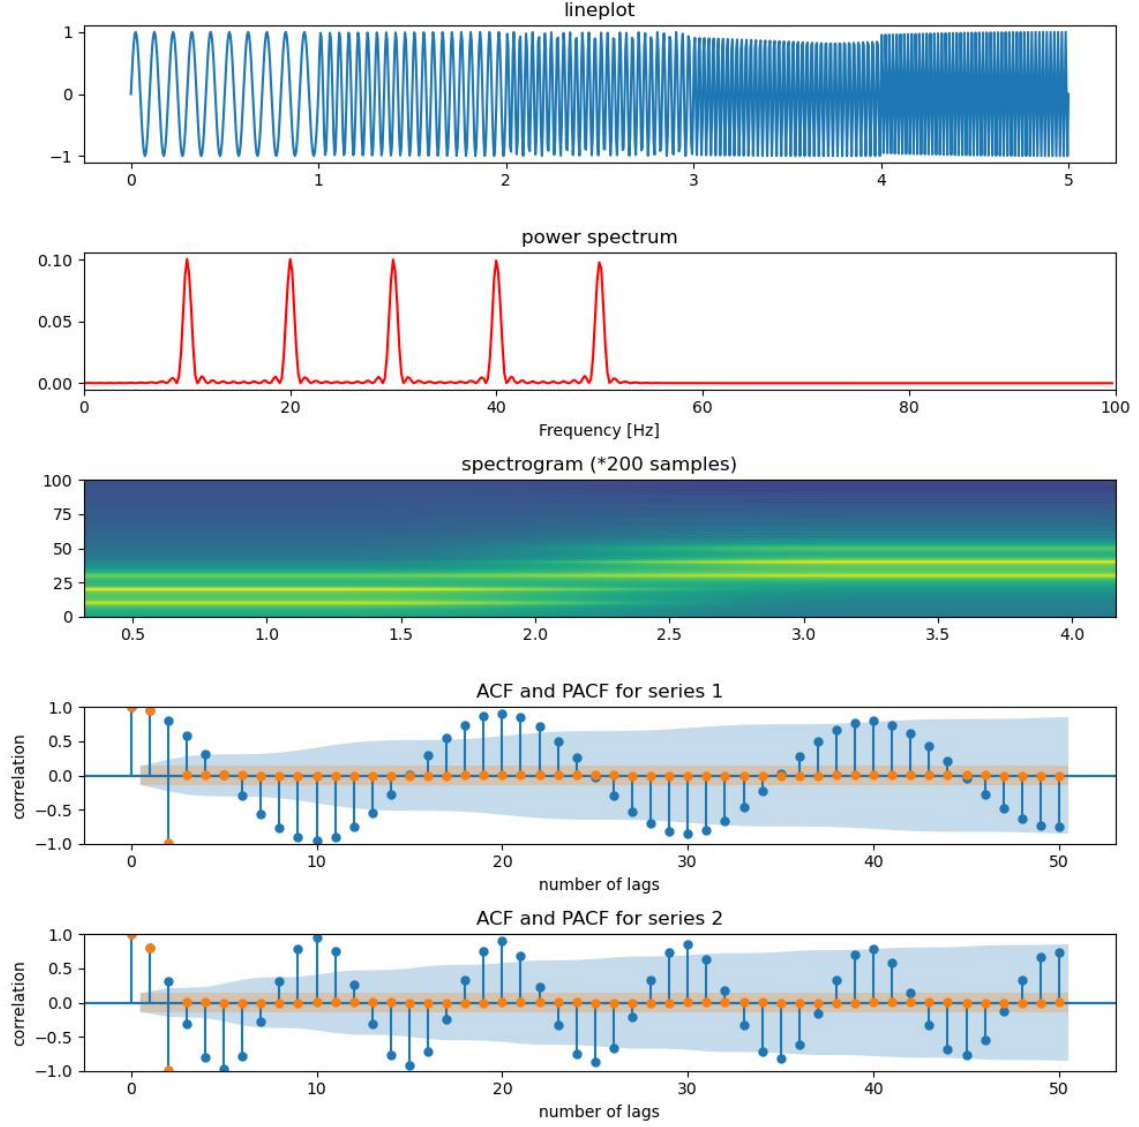 lineplot
1
0
−1
0 1 2 3 4 5
power spectrum
0.10
0.05
0.00
0 20 40 60 80 100
Frequency [Hz]
spectrogram (*200 samples)
100
75
50
25
0
0.5 1.0 1.5 2.0 2.5 3.0 3.5 4.0
ACF and PACF for series 1
correlation
1.0
0.5
0.0
−0.5
−1.0
0 10 20 30 40 50
number of lags
ACF and PACF for series 2
correlation
1.0
0.5
0.0
−0.5
−1.0
0 10 20 30 40 50
number of lags